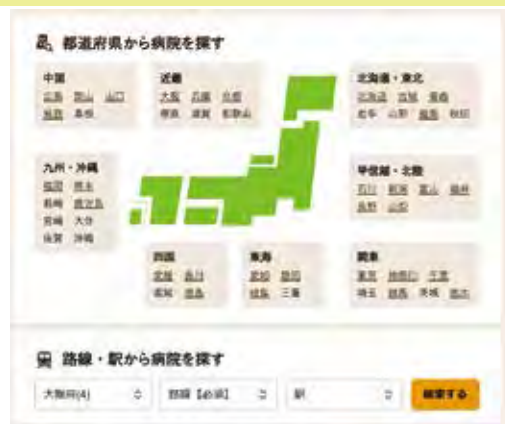 都道府県から病院を探す
中国
広島 岡山 山口
鳥取 島根
近畿
大阪 兵庫 京都
奈良 滋賀 和歌山
北海道・東北
北海道 宮城 青森
岩手 山形 福島 秋田
九州・沖縄
福岡 熊本
長崎 鹿児島
宮崎 大分
佐賀 沖縄
甲信越・北陸
石川 新潟 富山 福井
長野 山梨
四国
愛媛 香川
高知 徳島
東海
愛知 静岡
岐阜 三重
関東
東京 神奈川 千葉
埼玉 群馬 茨城 栃木
路線・駅から病院を探す
大阪府(4) 路線【必須】 駅 検索する